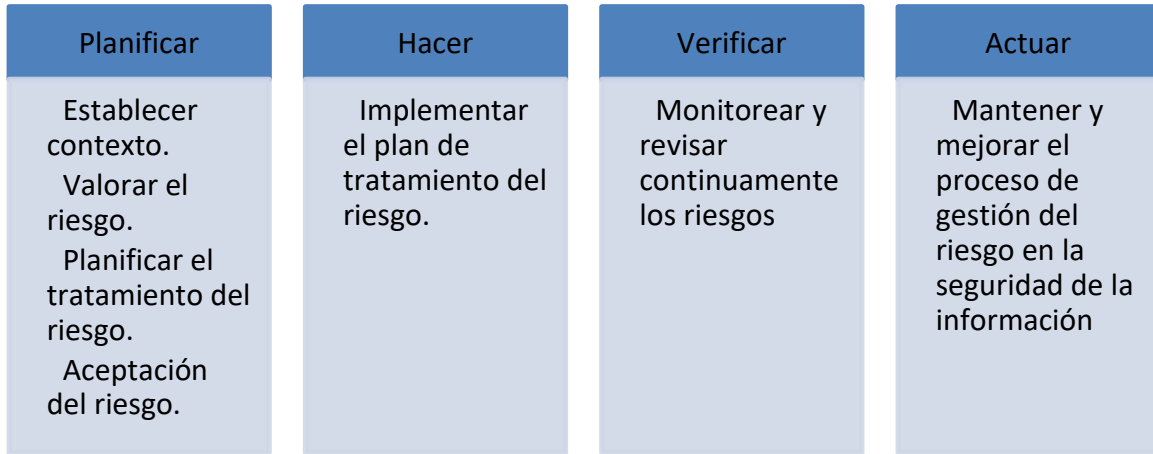 Planificar
Establecer
contexto.
Valorar el
riesgo.
Planificar el
tratamiento del
riesgo.
Aceptación
del riesgo.
Hacer
Implementar
el plan de
tratamiento del
riesgo.
Verificar
Monitorear y
revisar
continuamente
los riesgos
Actuar
Mantener y
mejorar el
proceso de
gestión del
riesgo en la
seguridad de la
información